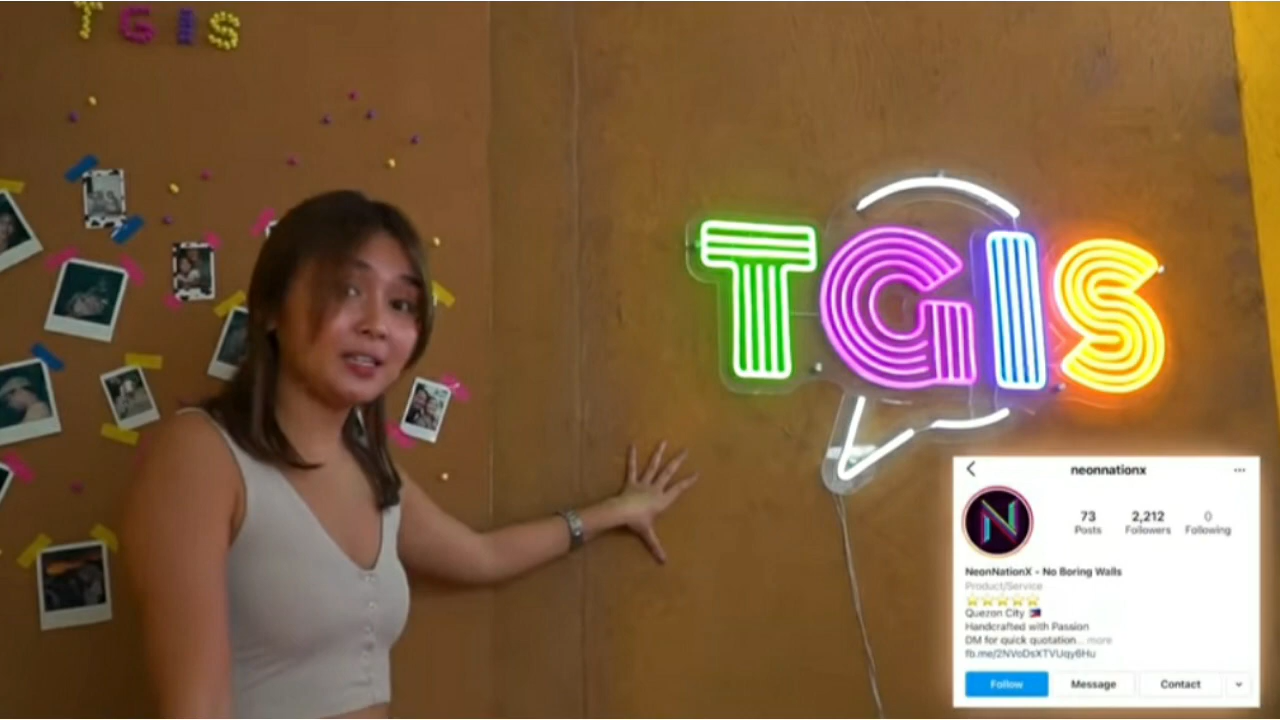 TGIS
TGIS
neonnationx
73
Posts
2,212
Followers
0
Following
NeonNationX - No Boring Walls
Product/Service
Quezon City
Handcrafted with Passion
DM for quick quotation... more
fb.me/2NVoDsXTVUqy6Hu
Follow
Message
Contact